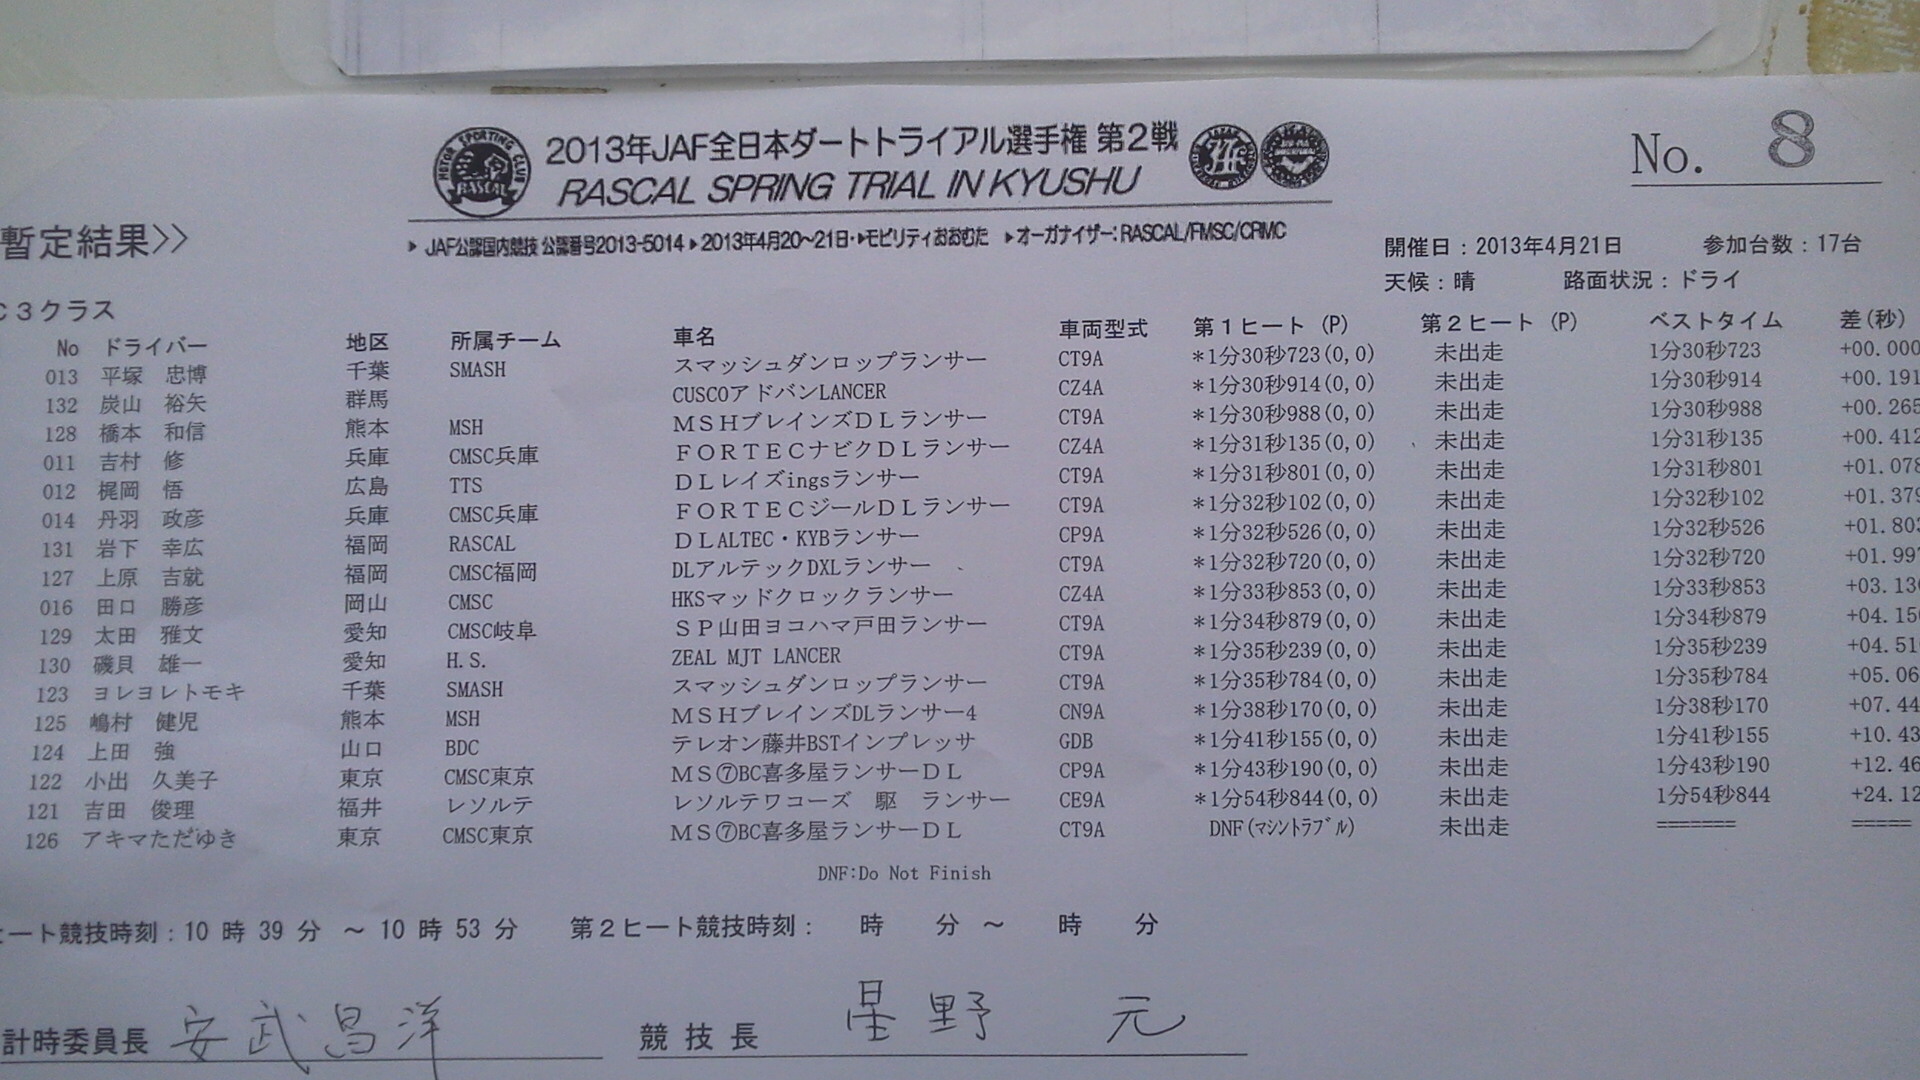 2013年JAF全日本ダートトライアル選手権 第2戦
RASCAL SPRING TRIAL IN KYUSHU
MOTOR SPORTING CLUB RASCAL
No. 8
▶ JAF公認国内競技 公認番号2013-5014 ▶ 2013年4月20~21日・▶モビリティおおむた ▶オーガナイザー:RASCAL/FMSC/CRMC
暫定結果>>
開催日:2013年4月21日 参加台数:17台
天候:晴 路面状況:ドライ
C3クラス
No ドライバー 地区 所属チーム 車名 車両型式 第1ヒート (P) 第2ヒート (P) ベストタイム 差(秒)
013 平塚 忠博 千葉 SMASH スマッシュダンロップランサー CT9A *1分30秒723(0,0) 未出走 1分30秒723 +00.000
132 炭山 裕矢 群馬 CUSCOアドバンLANCER CZ4A *1分30秒914(0,0) 未出走 1分30秒914 +00.191
128 橋本 和信 熊本 MSH MSHブレインズDLランサー CT9A *1分30秒988(0,0) 未出走 1分30秒988 +00.265
011 吉村 修 兵庫 CMSC兵庫 FORTECナビクDLランサー CZ4A *1分31秒135(0,0) 未出走 1分31秒135 +00.412
012 梶岡 悟 広島 TTS DLレイズingsランサー CT9A *1分31秒801(0,0) 未出走 1分31秒801 +01.078
014 丹羽 政彦 兵庫 CMSC兵庫 FORTECジールDLランサー CT9A *1分32秒102(0,0) 未出走 1分32秒102 +01.379
131 岩下 幸広 福岡 RASCAL DLALTEC・KYBランサー CP9A *1分32秒526(0,0) 未出走 1分32秒526 +01.803
127 上原 吉就 福岡 CMSC福岡 DLアルテックDXLランサー CT9A *1分32秒720(0,0) 未出走 1分32秒720 +01.997
016 田口 勝彦 岡山 CMSC HKSマッドクロックランサー CZ4A *1分33秒853(0,0) 未出走 1分33秒853 +03.130
129 太田 雅文 愛知 CMSC岐阜 SP山田ヨコハマ戸田ランサー CT9A *1分34秒879(0,0) 未出走 1分34秒879 +04.156
130 磯貝 雄一 愛知 H.S. ZEAL MJT LANCER CT9A *1分35秒239(0,0) 未出走 1分35秒239 +04.516
123 ヨレヨレトモキ 千葉 SMASH スマッシュダンロップランサー CT9A *1分35秒784(0,0) 未出走 1分35秒784 +05.06
125 嶋村 健児 熊本 MSH MSHブレインズDLランサー4 CN9A *1分38秒170(0,0) 未出走 1分38秒170 +07.44
124 上田 強 山口 BDC テレオン藤井BSTインプレッサ GDB *1分41秒155(0,0) 未出走 1分41秒155 +10.43
122 小出 久美子 東京 CMSC東京 MS⑦BC喜多屋ランサーDL CP9A *1分43秒190(0,0) 未出走 1分43秒190 +12.46
121 吉田 俊理 福井 レソルテ レソルテワコーズ 駆 ランサー CE9A *1分54秒844(0,0) 未出走 1分54秒844 +24.12
126 アキマただゆき 東京 CMSC東京 MS⑦BC喜多屋ランサーDL CT9A DNF(マシントラブル) 未出走 ======= =====
DNF:Do Not Finish
ヒート競技時刻:10 時 39 分 ～ 10 時 53 分 第2ヒート競技時刻: 時 分 ～ 時 分
計時委員長 安武昌洋 競技長 星野 元